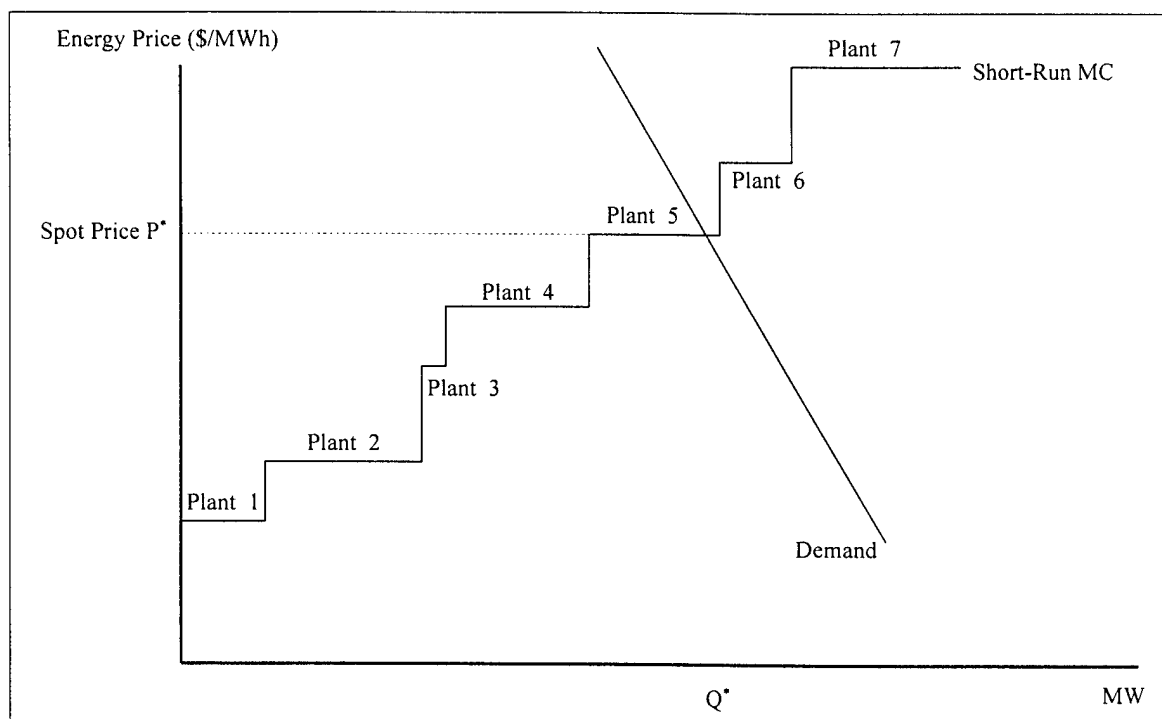 Energy Price ($/MWh)
Plant 7
Short-Run MC
Plant 6
Plant 5
Spot Price P*
Plant 4
Plant 3
Plant 2
Plant 1
Demand
Q*
MW